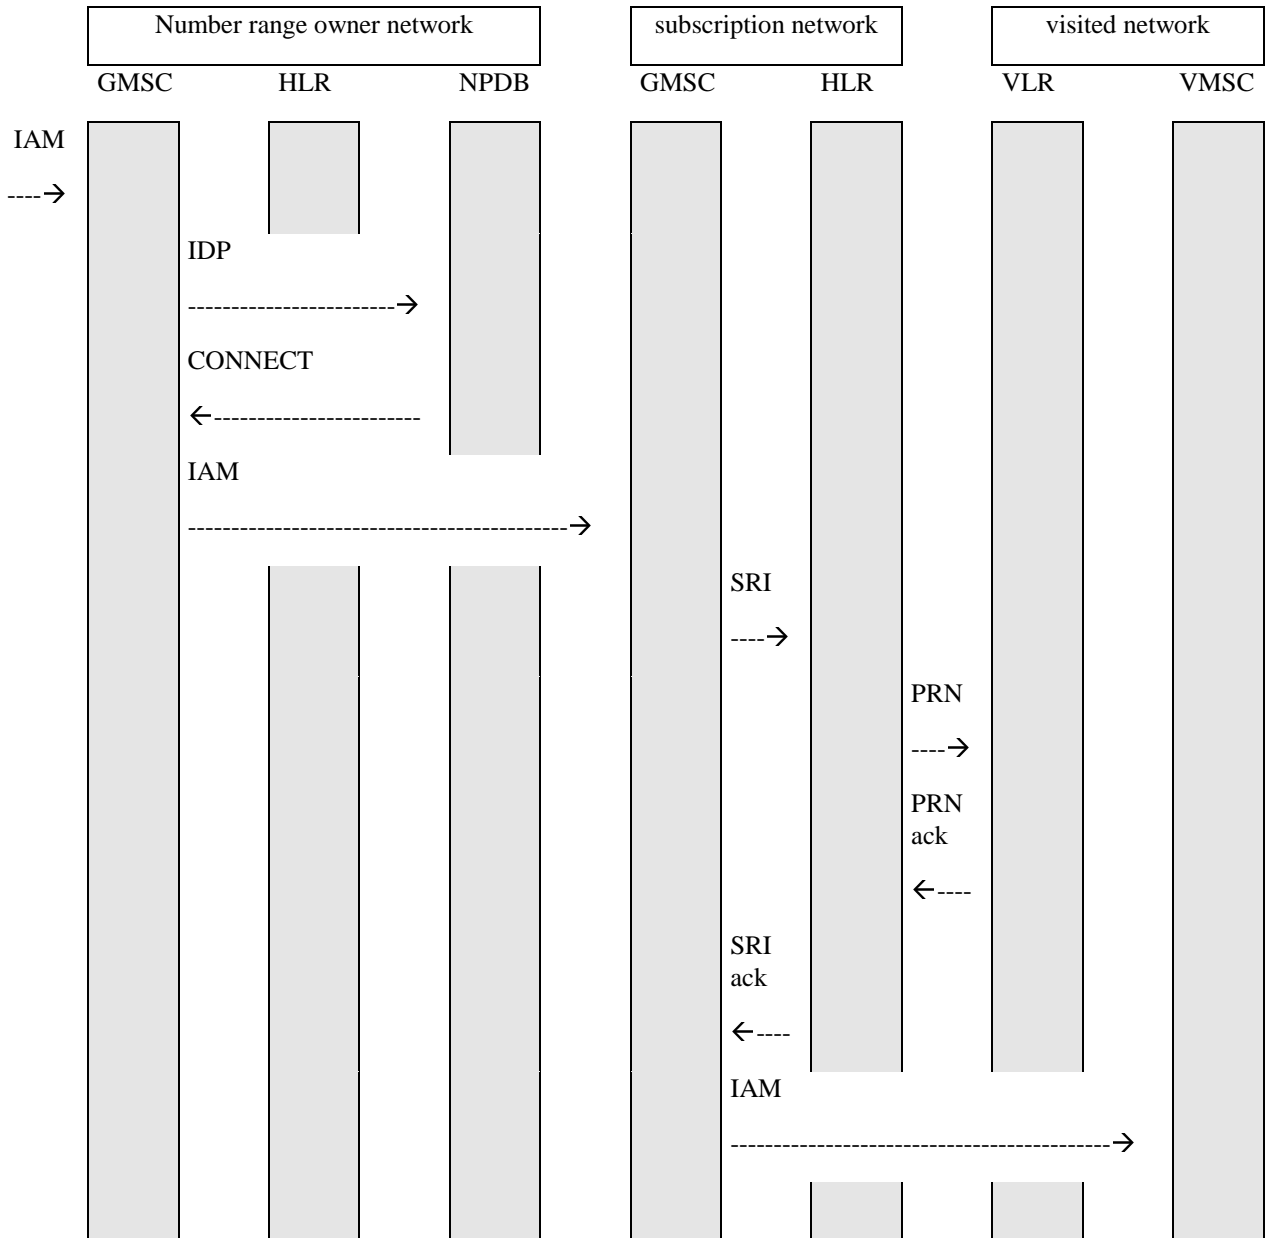 Number range owner network
subscription network
visited network
GMSC HLR NPDB GMSC HLR VLR VMSC
IAM
----→
IDP
------------------------→
CONNECT
←------------------------
IAM
--------------------------------------------→
SRI
----→
PRN
----→
PRN
ack
←----
SRI
ack
←----
IAM
--------------------------------------------→